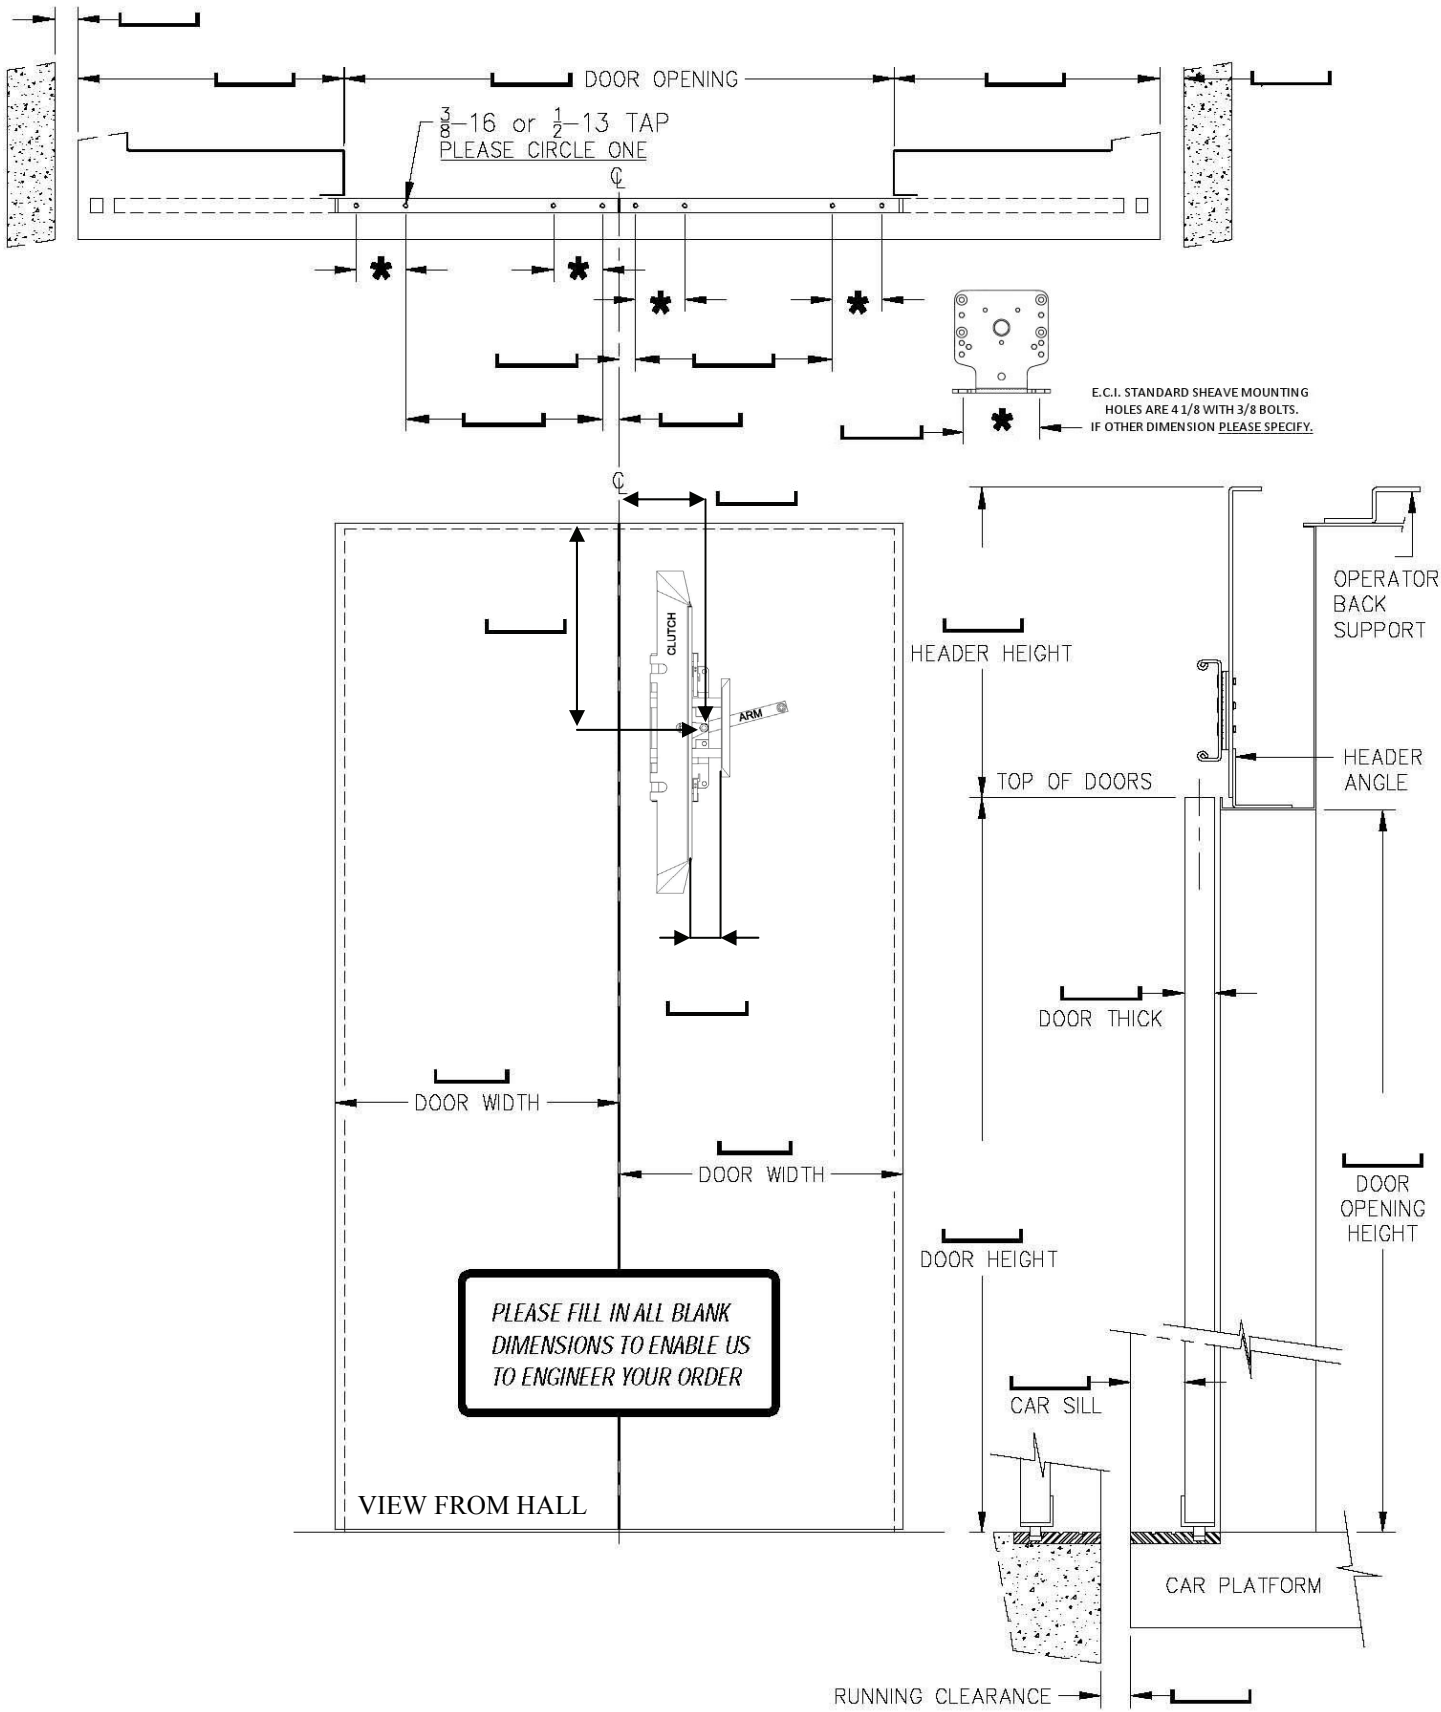 DOOR OPENING
3/8-16 or 1/2-13 TAP
PLEASE CIRCLE ONE
CL
*
*
*
*
E.C.I. STANDARD SHEAVE MOUNTING
HOLES ARE 4 1/8 WITH 3/8 BOLTS.
IF OTHER DIMENSION PLEASE SPECIFY.
*
CL
OPERATOR
BACK
SUPPORT
CLUTCH
HEADER HEIGHT
ARM
HEADER
ANGLE
TOP OF DOORS
DOOR THICK
DOOR WIDTH
DOOR WIDTH
DOOR
OPENING
HEIGHT
DOOR HEIGHT
PLEASE FILL IN ALL BLANK
DIMENSIONS TO ENABLE US
TO ENGINEER YOUR ORDER
CAR SILL
VIEW FROM HALL
CAR PLATFORM
RUNNING CLEARANCE